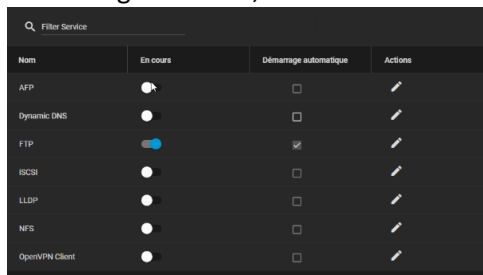 Filter Service
Nom En cours Démarrage automatique Actions
AFP
Dynamic DNS
FTP
iSCSI
LLDP
NFS
OpenVPN Client